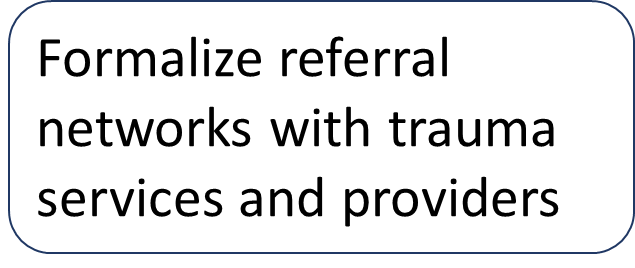 Formalize referral
networks with trauma
services and providers